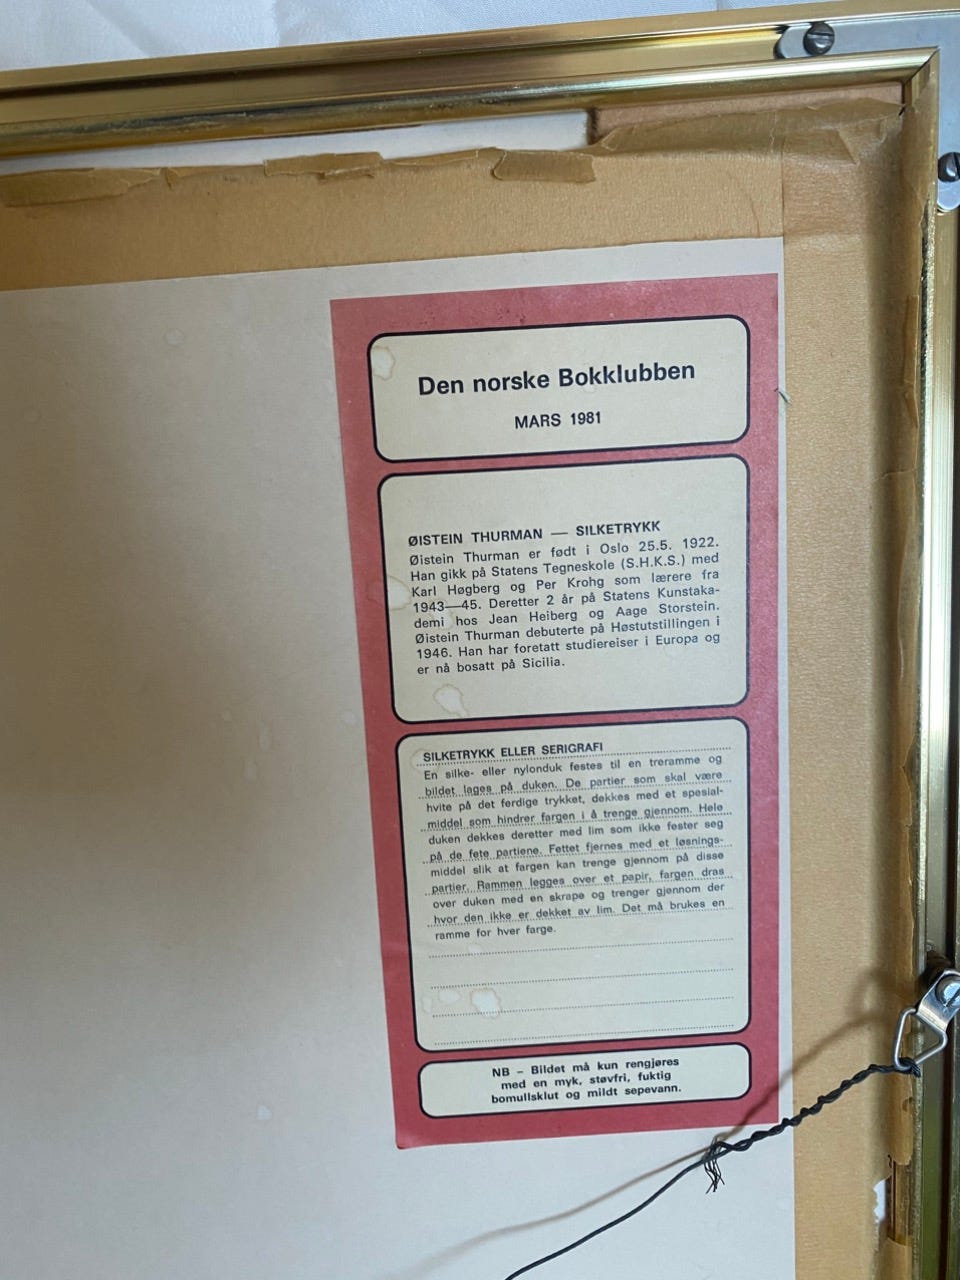 Den norske Bokklubben
MARS 1981
ØISTEIN THURMAN — SILKETRYKK
Øistein Thurman er født i Oslo 25.5. 1922.
Han gikk på Statens Tegneskole (S.H.K.S.) med
Karl Høgberg og Per Krohg som lærere fra
1943—45. Deretter 2 år på Statens Kunstaka-
demi hos Jean Heiberg og Aage Storstein.
Øistein Thurman debuterte på Høstutstillingen i
1946. Han har foretatt studiereiser i Europa og
er nå bosatt på Sicilia.
SILKETRYKK ELLER SERIGRAFI
En silke- eller nylonduk festes til en treramme og
bildet lages på duken. De partier som skal være
hvite på det ferdige trykket, dekkes med et spesial-
middel som hindrer fargen i å trenge gjennom. Hele
duken dekkes deretter med lim som ikke fester seg
på de fete partiene. Fettet fjernes med et løsnings-
middel slik at fargen kan trenge gjennom på disse
partier. Rammen legges over et papir, fargen dras
over duken med en skrape og trenger gjennom der
hvor den ikke er dekket av lim. Det må brukes en
ramme for hver farge.
NB – Bildet må kun rengjøres
med en myk, støvfri, fuktig
bomullsklut og mildt sepevann.